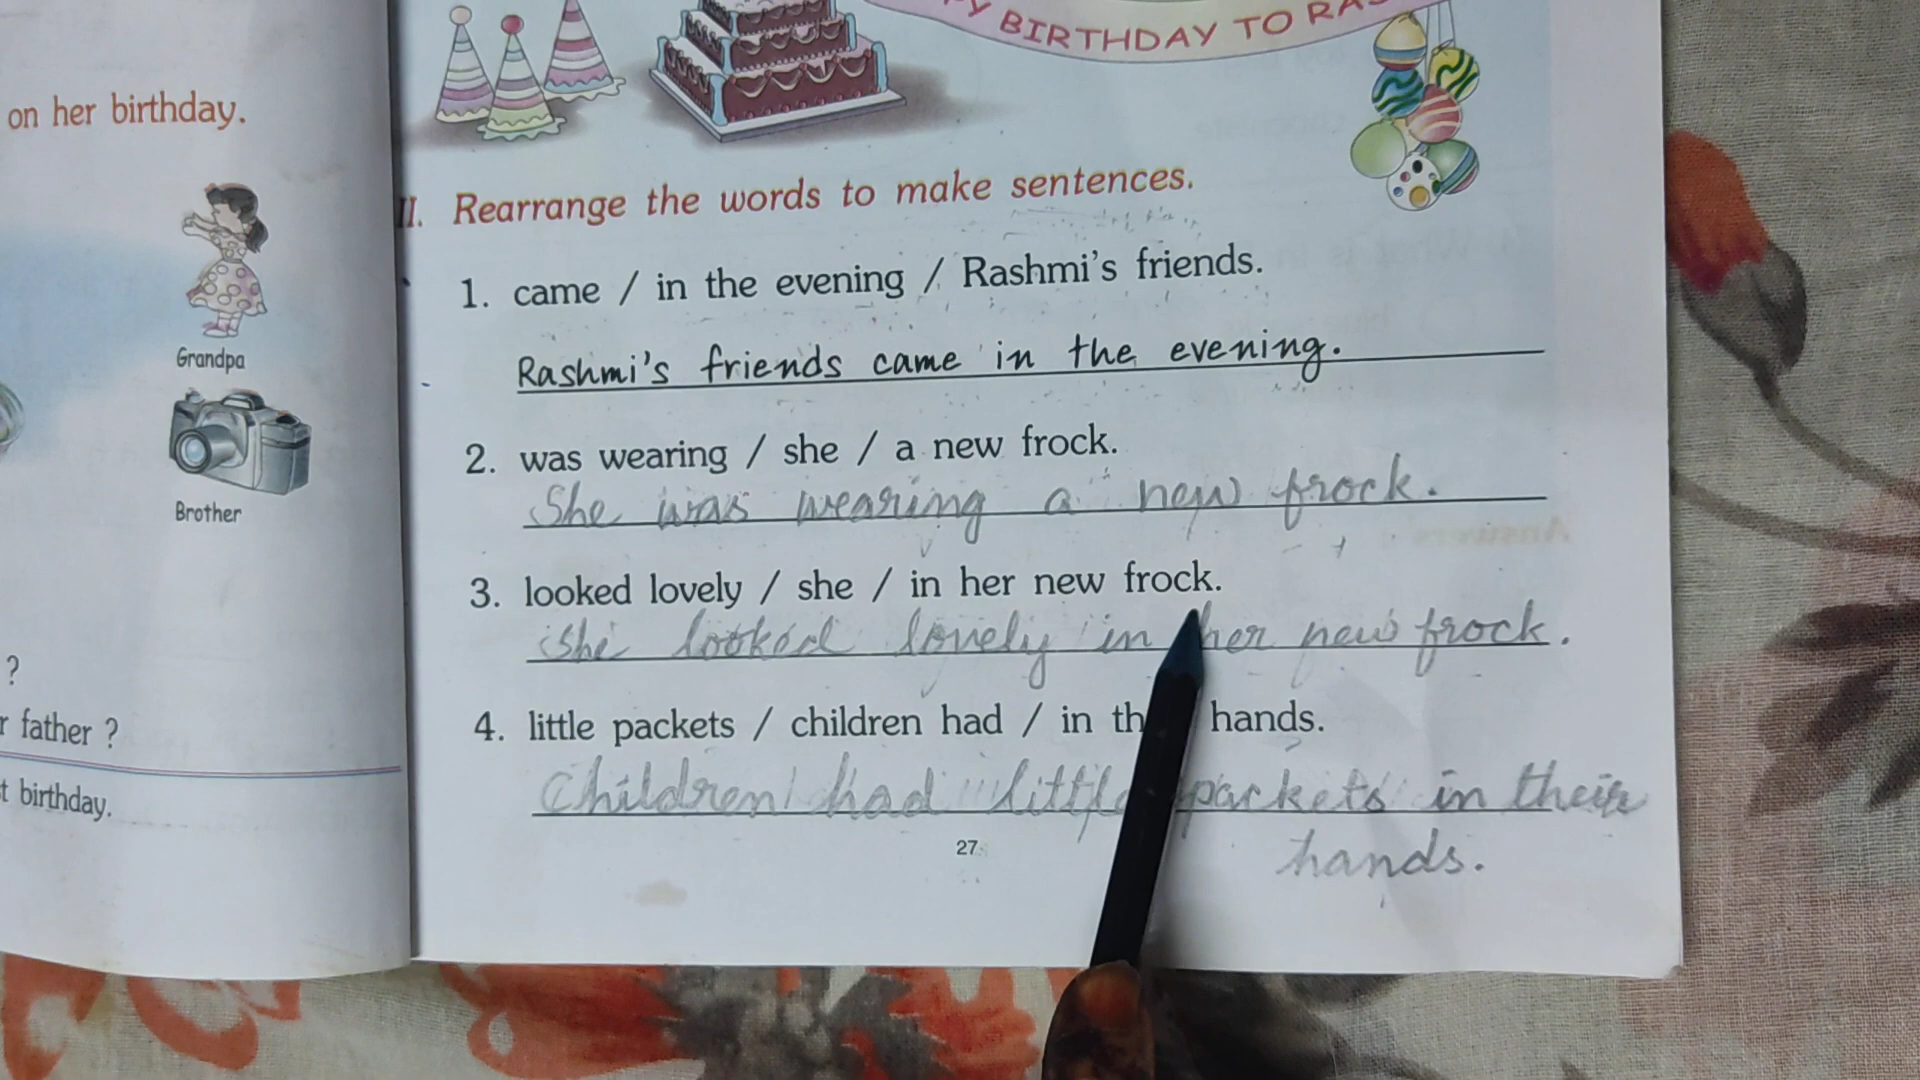 on her birthday.
Grandpa
Brother
?
father ?
birthday.
BIRTHDAY TO
II. Rearrange the words to make sentences.
1. came / in the evening / Rashmi's friends.
Rashmi's friends came in the evening.
2. was wearing / she / a new frock.
She was wearing a new frock.
3. looked lovely / she / in her new frock.
She looked lovely in her new frock.
4. little packets / children had / in hands.
Children had little packets in their
hands.
27